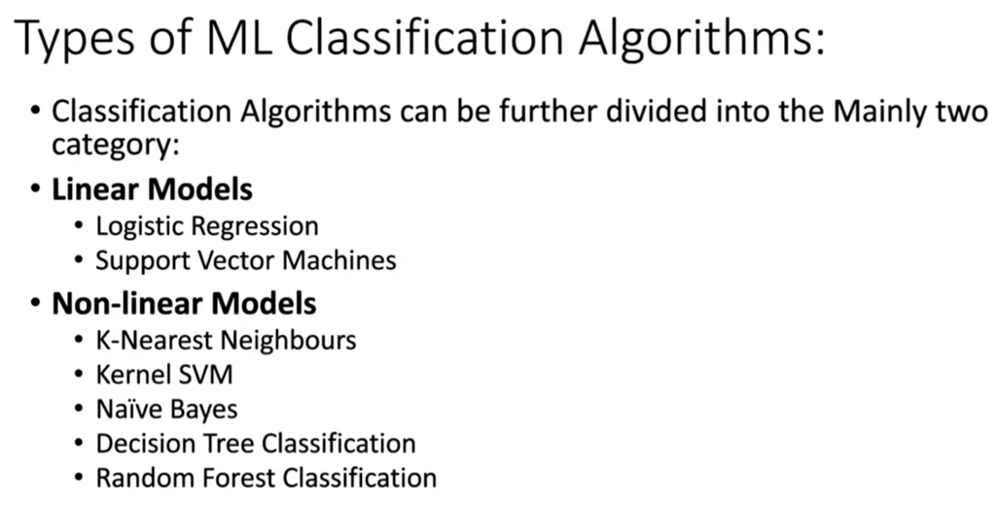 Types of ML Classification Algorithms:
• Classification Algorithms can be further divided into the Mainly two
category:
• Linear Models
• Logistic Regression
• Support Vector Machines
• Non-linear Models
• K-Nearest Neighbours
• Kernel SVM
• Naïve Bayes
• Decision Tree Classification
• Random Forest Classification